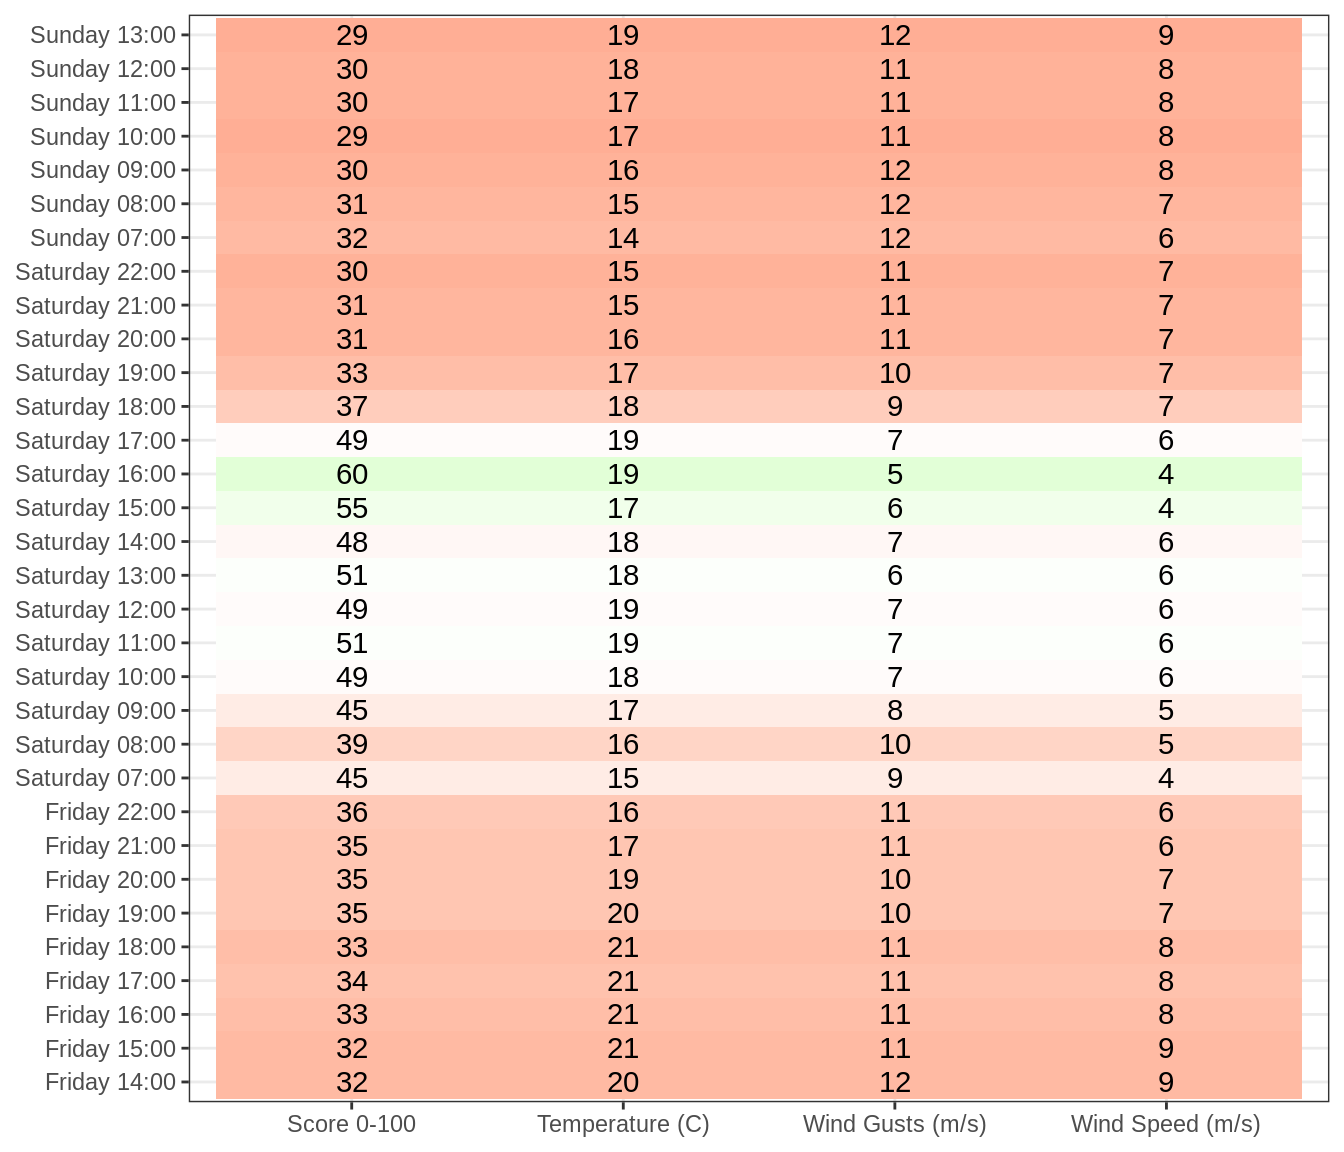 Sunday 13:00 29 19 12 9
Sunday 12:00 30 18 11 8
Sunday 11:00 30 17 11 8
Sunday 10:00 29 17 11 8
Sunday 09:00 30 16 12 8
Sunday 08:00 31 15 12 7
Sunday 07:00 32 14 12 6
Saturday 22:00 30 15 11 7
Saturday 21:00 31 15 11 7
Saturday 20:00 31 16 11 7
Saturday 19:00 33 17 10 7
Saturday 18:00 37 18 9 7
Saturday 17:00 49 19 7 6
Saturday 16:00 60 19 5 4
Saturday 15:00 55 17 6 4
Saturday 14:00 48 18 7 6
Saturday 13:00 51 18 6 6
Saturday 12:00 49 19 7 6
Saturday 11:00 51 19 7 6
Saturday 10:00 49 18 7 6
Saturday 09:00 45 17 8 5
Saturday 08:00 39 16 10 5
Saturday 07:00 45 15 9 4
Friday 22:00 36 16 11 6
Friday 21:00 35 17 11 6
Friday 20:00 35 19 10 7
Friday 19:00 35 20 10 7
Friday 18:00 33 21 11 8
Friday 17:00 34 21 11 8
Friday 16:00 33 21 11 8
Friday 15:00 32 21 11 9
Friday 14:00 32 20 12 9
Score 0-100 Temperature (C) Wind Gusts (m/s) Wind Speed (m/s)